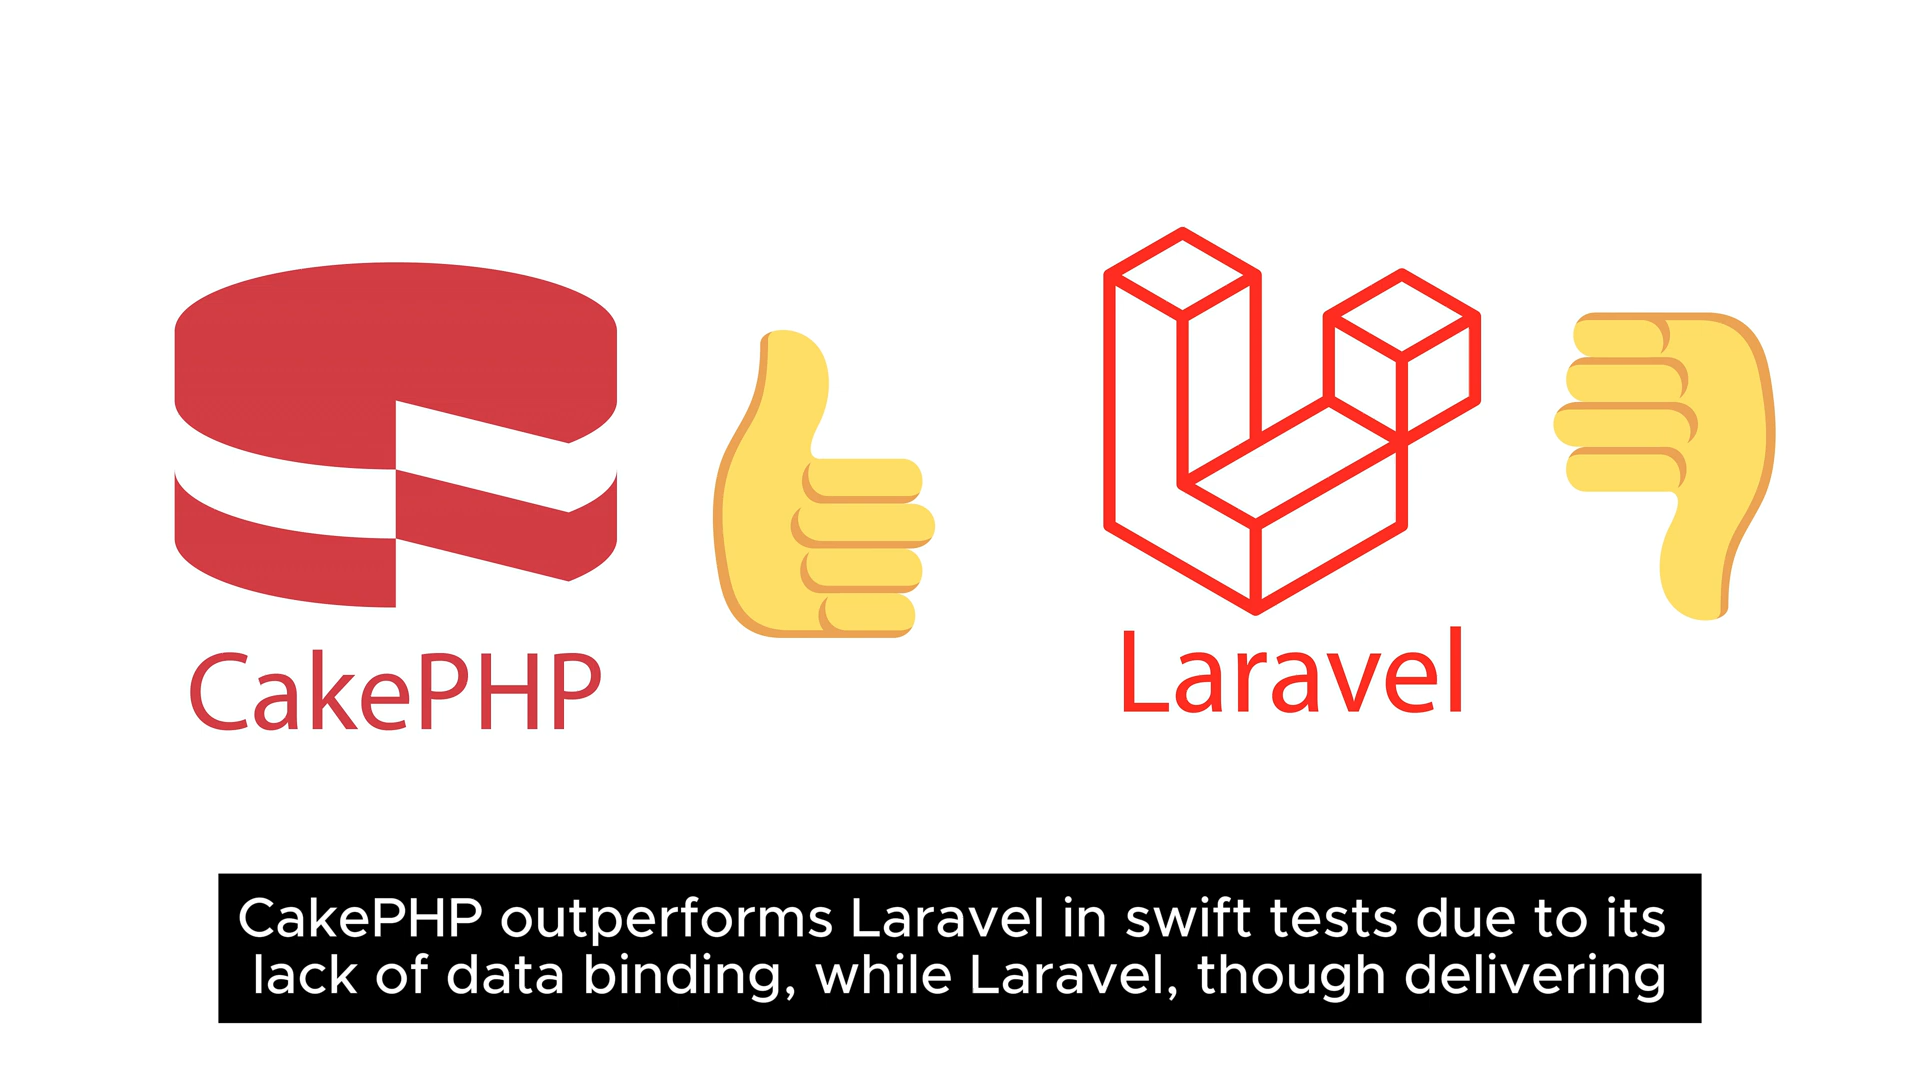 CakePHP
Laravel
CakePHP outperforms Laravel in swift tests due to its
lack of data binding, while Laravel, though delivering